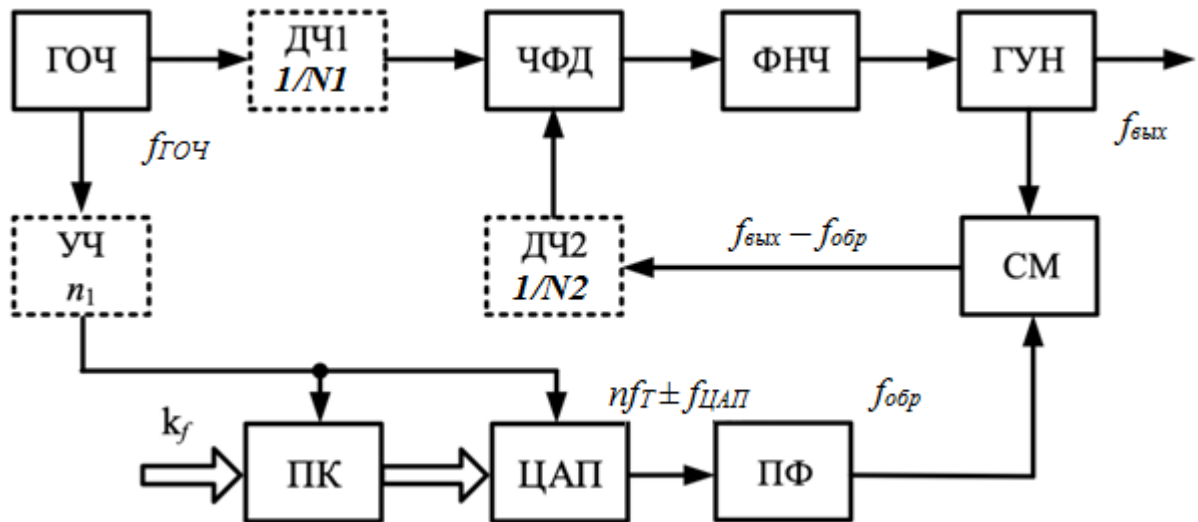 ГОЧ
ДЧ1
1/N1
ЧФД
ФНЧ
ГУН
fГОЧ
fвых
УЧ
n1
ДЧ2
1/N2
fвых – fобр
СМ
kf
nfТ ± fЦАП
fобр
ПК
ЦАП
ПФ